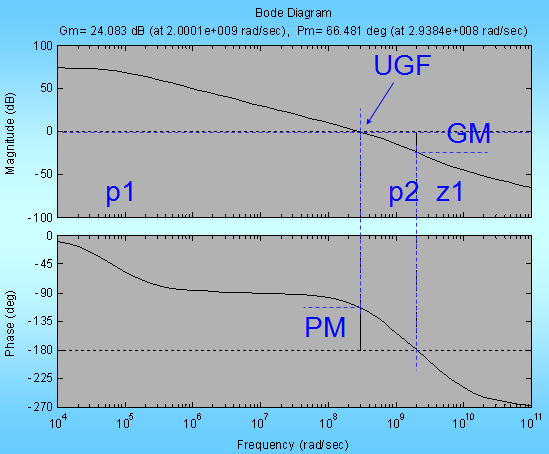 Bode Diagram
Gm= 24.083 dB (at 2.0001e+009 rad/sec), Pm= 66.481 deg (at 2.9384e+008 rad/sec)
UGF
Magnitude (dB)
100
50
0
-50
-100
GM
p1
p2 z1
Phase (deg)
0
-45
-90
-135
-180
-225
-270
PM
10^4 10^5 10^6 10^7 10^8 10^9 10^10 10^11
Frequency (rad/sec)